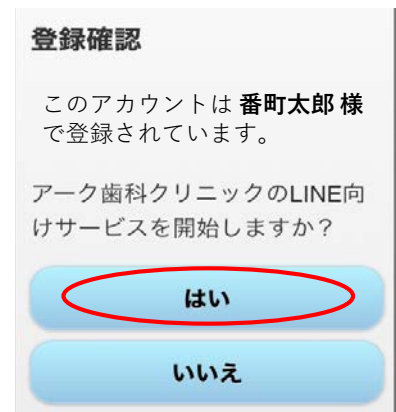 登録確認
このアカウントは 番町太郎 様
で登録されています。
アーク歯科クリニックのLINE向
けサービスを開始しますか？
はい
いいえ